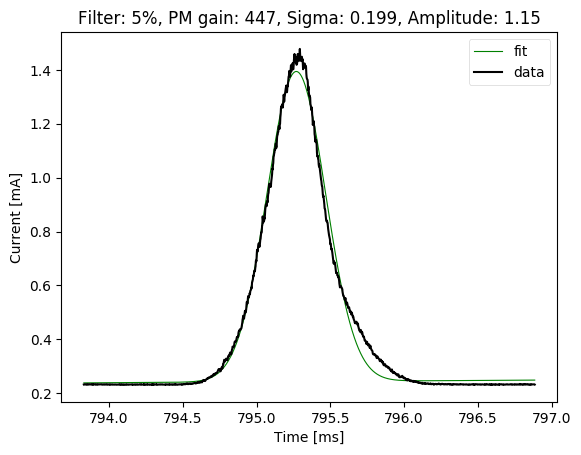 Filter: 5%, PM gain: 447, Sigma: 0.199, Amplitude: 1.15
fit
data
Current [mA]
1.4
1.2
1.0
0.8
0.6
0.4
0.2
794.0 794.5 795.0 795.5 796.0 796.5 797.0
Time [ms]